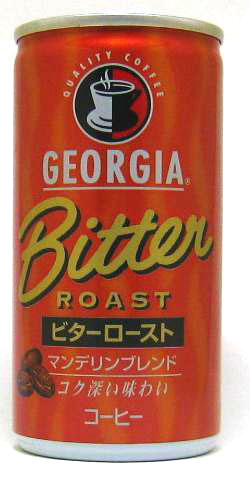 QUALITY COFFEE
GEORGIA®
Bitter
ROAST
ビターロースト
マンデリンブレンド
コク深い味わい
コーヒー